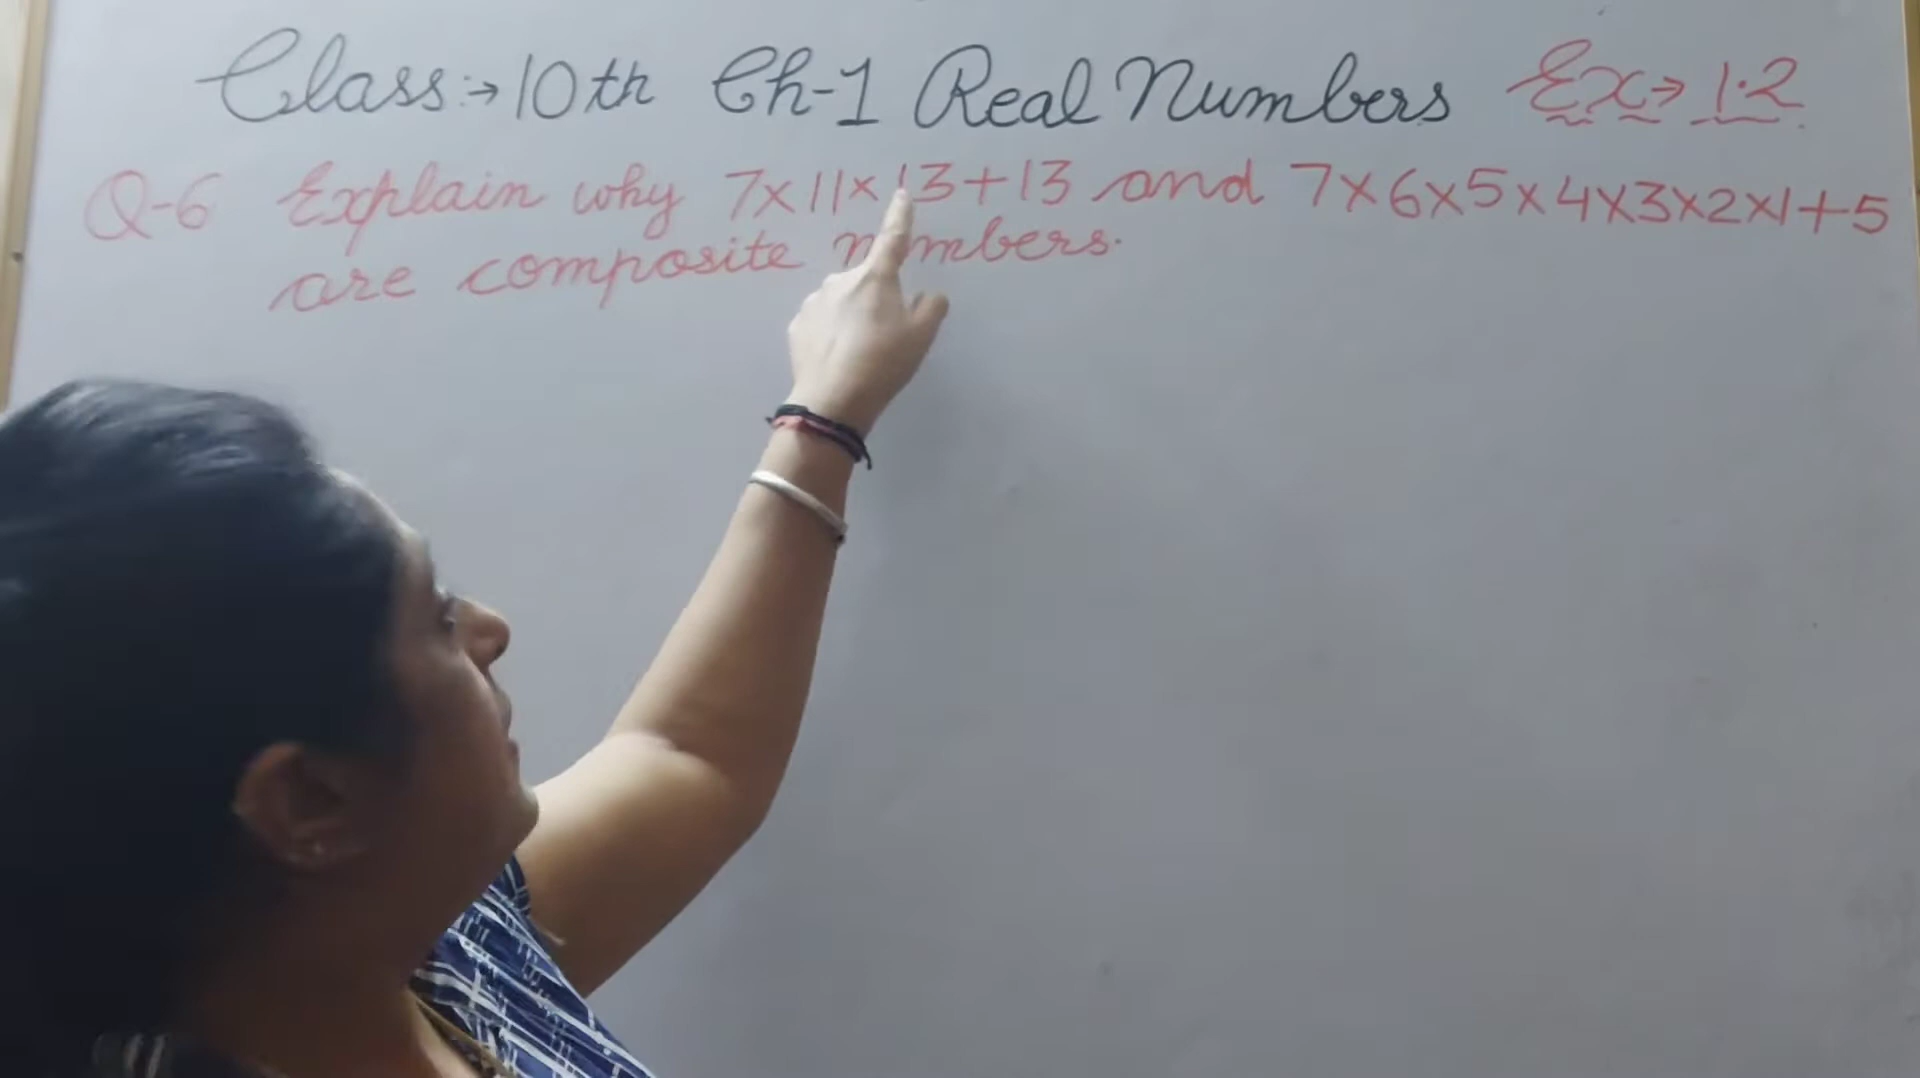 Class:→10th Ch-1 Real Numbers Ex→1.2
Q-6 Explain why 7×11×13+13 and 7×6×5×4×3×2×1+5
are composite numbers.